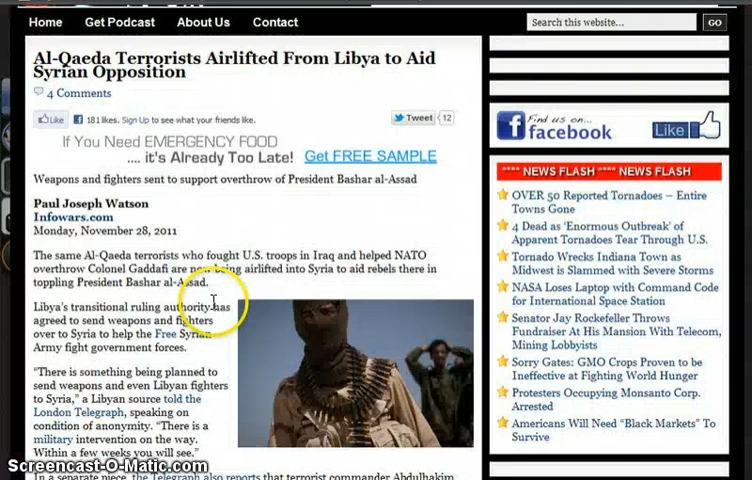 Home
Get Podcast
About Us
Contact
Search this website...
GO
Al-Qaeda Terrorists Airlifted From Libya to Aid
Syrian Opposition
4 Comments
Like
181 likes. Sign Up to see what your friends like.
Tweet
12
If You Need EMERGENCY FOOD
.... it's Already Too Late!
Get FREE SAMPLE
Weapons and fighters sent to support overthrow of President Bashar al-Assad
Paul Joseph Watson
Infowars.com
Monday, November 28, 2011
The same Al-Qaeda terrorists who fought U.S. troops in Iraq and helped NATO
overthrow Colonel Gaddafi are now being airlifted into Syria to aid rebels there in
toppling President Bashar al-Assad.
Libya's transitional ruling authority has
agreed to send weapons and fighters
over to Syria to help the Free Syrian
Army fight government forces.
“There is something being planned to
send weapons and even Libyan fighters
to Syria,” a Libyan source told the
London Telegraph, speaking on
condition of anonymity. “There is a
military intervention on the way.
Within a few weeks you will see.”
In a separate piece, the Telegraph also reports that terrorist commander Abdulhakim
Find us on...
facebook
Like
**** NEWS FLASH **** NEWS FLASH
OVER 50 Reported Tornadoes – Entire
Towns Gone
4 Dead as ‘Enormous Outbreak’ of
Apparent Tornadoes Tear Through U.S.
Tornado Wrecks Indiana Town as
Midwest is Slammed with Severe Storms
NASA Loses Laptop with Command Code
for International Space Station
Senator Jay Rockefeller Throws
Fundraiser At His Mansion With Telecom,
Mining Lobbyists
Sorry Gates: GMO Crops Proven to be
Ineffective at Fighting World Hunger
Protesters Occupying Monsanto Corp.
Arrested
Americans Will Need “Black Markets” To
Survive
Screencast-O-Matic.com